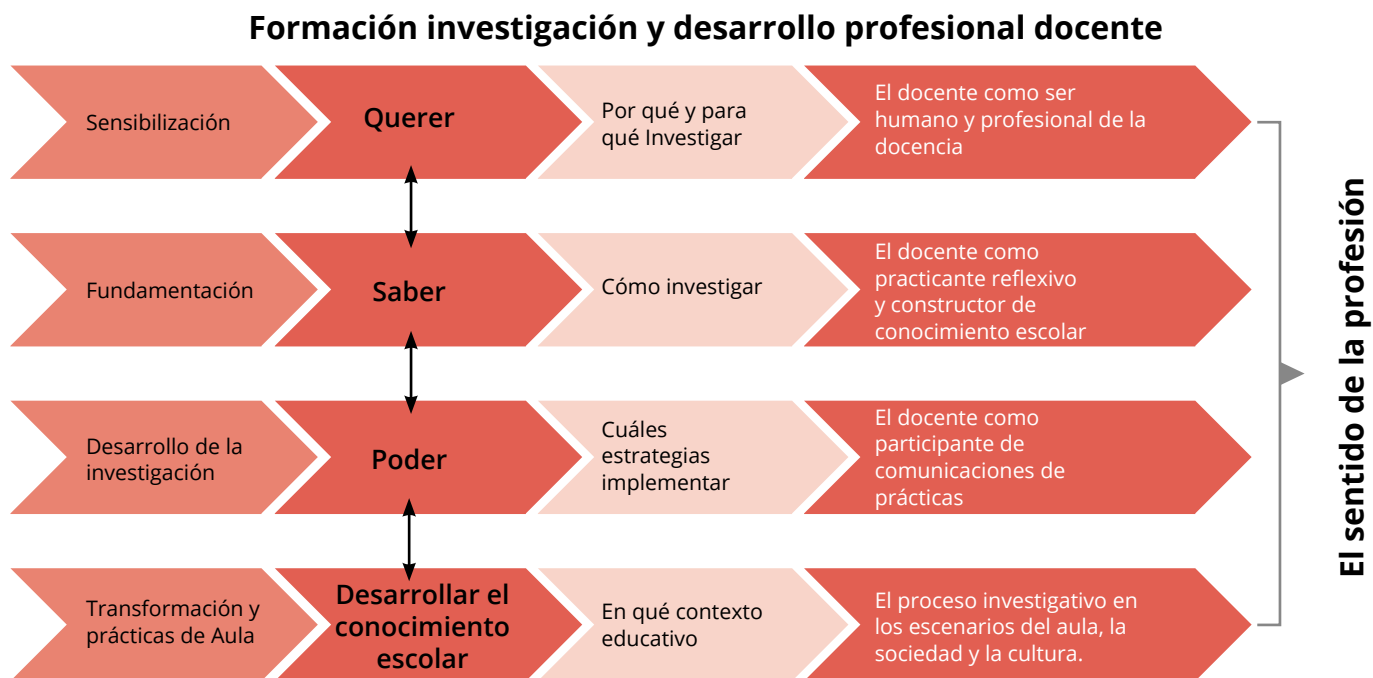 Formación investigación y desarrollo profesional docente
Sensibilización
Querer
Por qué y para
qué Investigar
El docente como ser
humano y profesional de la
docencia
Fundamentación
Saber
Cómo investigar
El docente como
practicante reflexivo
y constructor de
conocimiento escolar
Desarrollo de la
investigación
Poder
Cuáles
estrategias
implementar
El docente como
participante de
comunicaciones de
prácticas
Transformación y
prácticas de Aula
Desarrollar el
conocimiento
escolar
En qué contexto
educativo
El proceso investigativo en
los escenarios del aula, la
sociedad y la cultura.
El sentido de la profesión